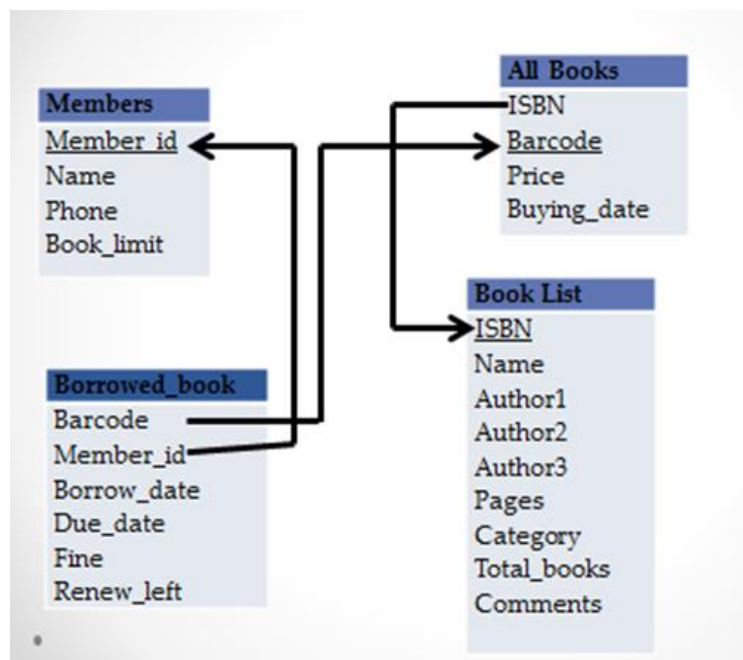 Members
Member_id
Name
Phone
Book_limit
All Books
ISBN
Barcode
Price
Buying_date
Borrowed_book
Barcode
Member_id
Borrow_date
Due_date
Fine
Renew_left
Book List
ISBN
Name
Author1
Author2
Author3
Pages
Category
Total_books
Comments